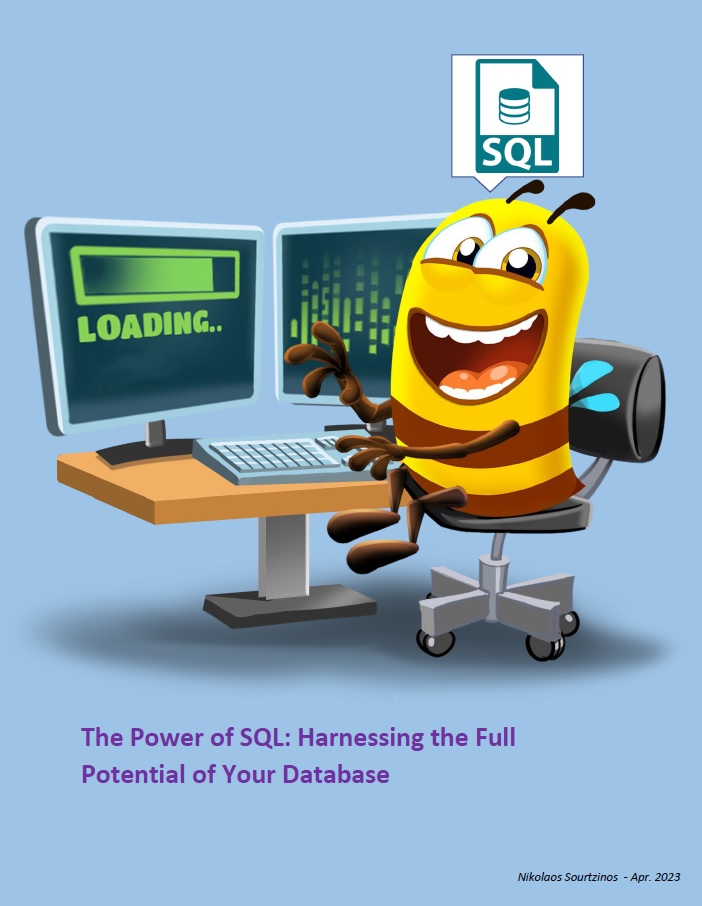 SQL
LOADING..
The Power of SQL: Harnessing the Full
Potential of Your Database
Nikolaos Sourtzinos - Apr. 2023